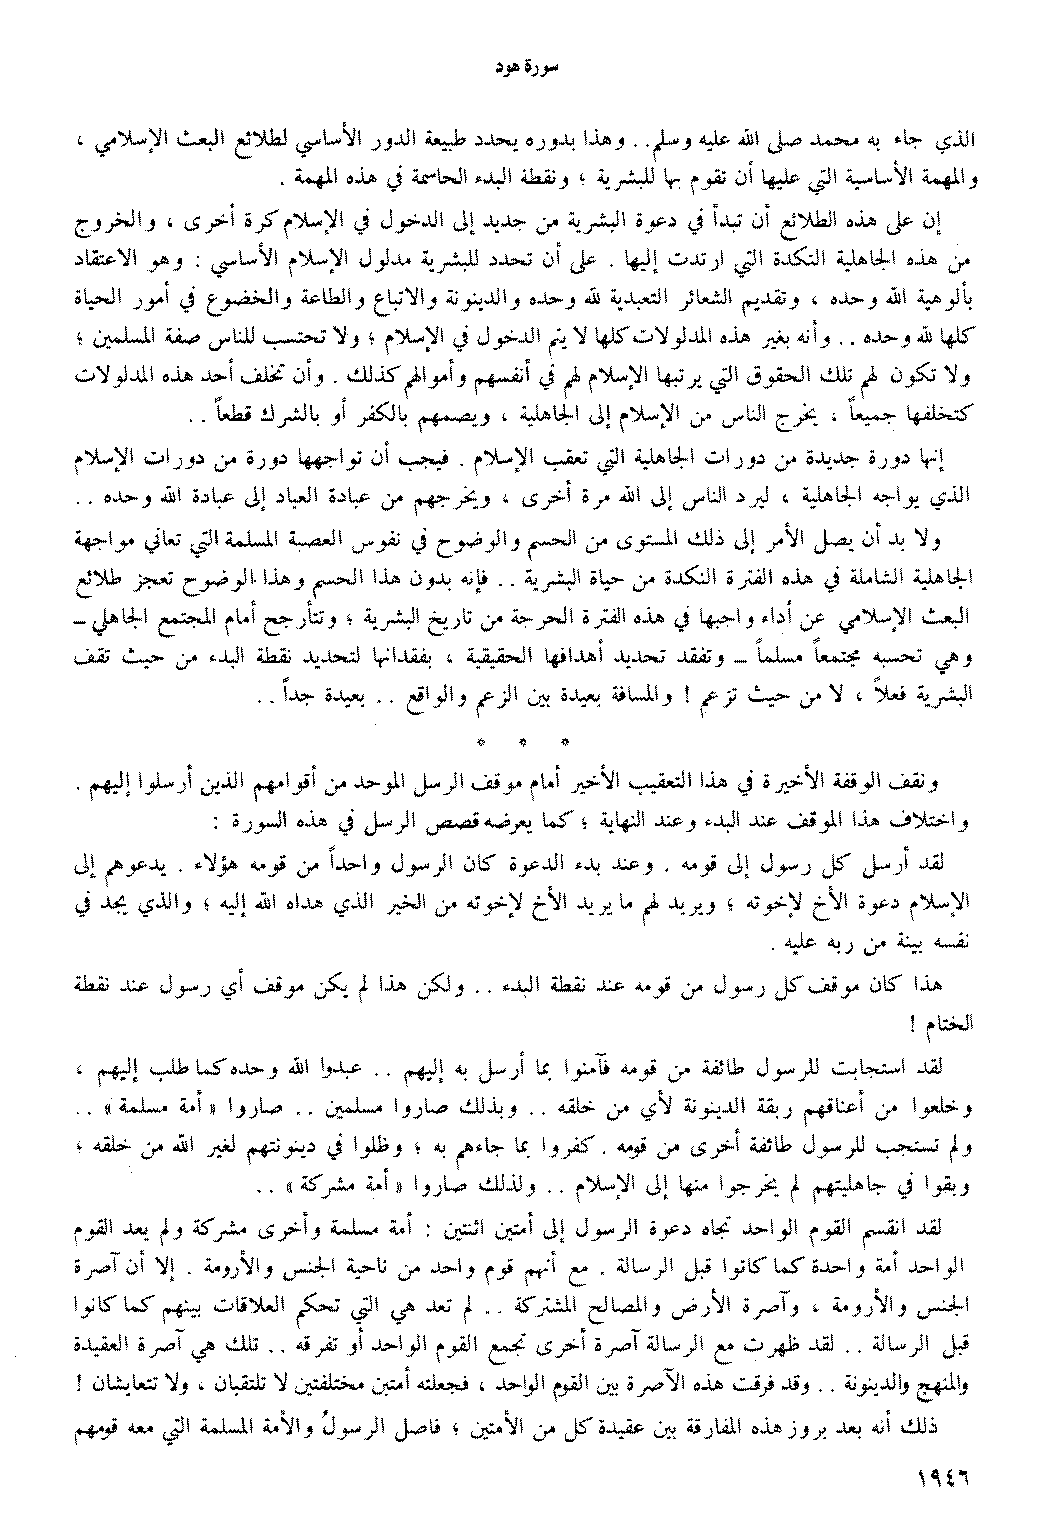 سورة هود
الذي جاء به محمد صلى الله عليه وسلم.. وهذا بدوره يحدد طبيعة الدور الأساسي لطلائع البعث الإسلامي ،
والمهمة الأساسية التي عليها أن تقوم بها للبشرية ؛ ونقطة البدء الحاسمة في هذه المهمة .
إن على هذه الطلائع أن تبدأ في دعوة البشرية من جديد إلى الدخول في الإسلام كرة أخرى ، والخروج
من هذه الجاهلية النكدة التي ارتدت إليها . على أن تحدد للبشرية مدلول الإسلام الأساسي : وهو الاعتقاد
بألوهية الله وحده ، وتقديم الشعائر التعبدية لله وحده والدينونة والاتباع والطاعة والخضوع في أمور الحياة
كلها لله وحده .. وأنه بغير هذه المدلولات كلها لا يتم الدخول في الإسلام ؛ ولا تحتسب للناس صفة المسلمين ؛
ولا تكون لهم تلك الحقوق التي يرتبها الإسلام لهم في أنفسهم وأموالهم كذلك . وأن تخلف أحد هذه المدلولات
كتخلفها جميعاً ، يخرج الناس من الإسلام إلى الجاهلية ، ويصمهم بالكفر أو بالشرك قطعاً ..
إنها دورة جديدة من دورات الجاهلية التي تعقب الإسلام . فيجب أن تواجهها دورة من دورات الإسلام
الذي يواجه الجاهلية ، ليرد الناس إلى الله مرة أخرى ، ويخرجهم من عبادة العباد إلى عبادة الله وحده ..
ولا بد أن يصل الأمر إلى ذلك المستوى من الحسم والوضوح في نفوس العصبة المسلمة التي تعاني مواجهة
الجاهلية الشاملة في هذه الفترة النكدة من حياة البشرية .. فإنه بدون هذا الحسم وهذا الوضوح تعجز طلائع
البعث الإسلامي عن أداء واجبها في هذه الفترة الحرجة من تاريخ البشرية ؛ وتتأرجح أمام المجتمع الجاهلي –
وهي تحسبه مجتمعاً مسلماً – وتفقد تحديد أهدافها الحقيقية ، بفقدانها لتحديد نقطة البدء من حيث تقف
البشرية فعلاً ، لا من حيث تزعم ! والمسافة بعيدة بين الزعم والواقع .. بعيدة جداً ..
* * *
ونقف الوقفة الأخيرة في هذا التعقيب الأخير أمام موقف الرسل الموحد من أقوامهم الذين أرسلوا إليهم .
واختلاف هذا الموقف عند البدء وعند النهاية ؛ كما يعرضه قصص الرسل في هذه السورة :
لقد أرسل كل رسول إلى قومه . وعند بدء الدعوة كان الرسول واحداً من قومه هؤلاء . يدعوهم إلى
الإسلام دعوة الأخ لإخوته ؛ ويريد لهم ما يريد الأخ لإخوته من الخير الذي هداه الله إليه ؛ والذي يجد في
نفسه بينة من ربه عليه .
هذا كان موقف كل رسول من قومه عند نقطة البدء .. ولكن هذا لم يكن موقف أي رسول عند نقطة
الختام !
لقد استجابت للرسول طائفة من قومه فآمنوا بما أرسل به إليهم .. عبدوا الله وحده كما طلب إليهم ،
وخلعوا من أعناقهم ربقة الدينونة لأي من خلقه .. وبذلك صاروا مسلمين .. صاروا « أمة مسلمة » ..
ولم تستجب للرسول طائفة أخرى من قومه . كفروا بما جاءهم به ؛ وظلوا في دينونتهم لغير الله من خلقه ؛
وبقوا في جاهليتهم لم يخرجوا منها إلى الإسلام .. ولذلك صاروا « أمة مشركة » ..
لقد انقسم القوم الواحد تجاه دعوة الرسول إلى أمتين اثنتين : أمة مسلمة وأخرى مشركة ولم يعد القوم
الواحد أمة واحدة كما كانوا قبل الرسالة . مع أنهم قوم واحد من ناحية الجنس والأرومة . إلا أن آصرة
الجنس والأرومة ، وآصرة الأرض والمصالح المشتركة .. لم تعد هي التي تحكم العلاقات بينهم كما كانوا
قبل الرسالة .. لقد ظهرت مع الرسالة آصرة أخرى تجمع القوم الواحد أو تفرقه .. تلك هي آصرة العقيدة
والمنهج والدينونة .. وقد فرقت هذه الآصرة بين القوم الواحد ، فجعلته أمتين مختلفتين لا تلتقيان ، ولا تتعايشان !
ذلك أنه بعد بروز هذه المفارقة بين عقيدة كل من الأمتين ؛ فاصل الرسولُ والأمة المسلمة التي معه قومهم
١٩٤٦